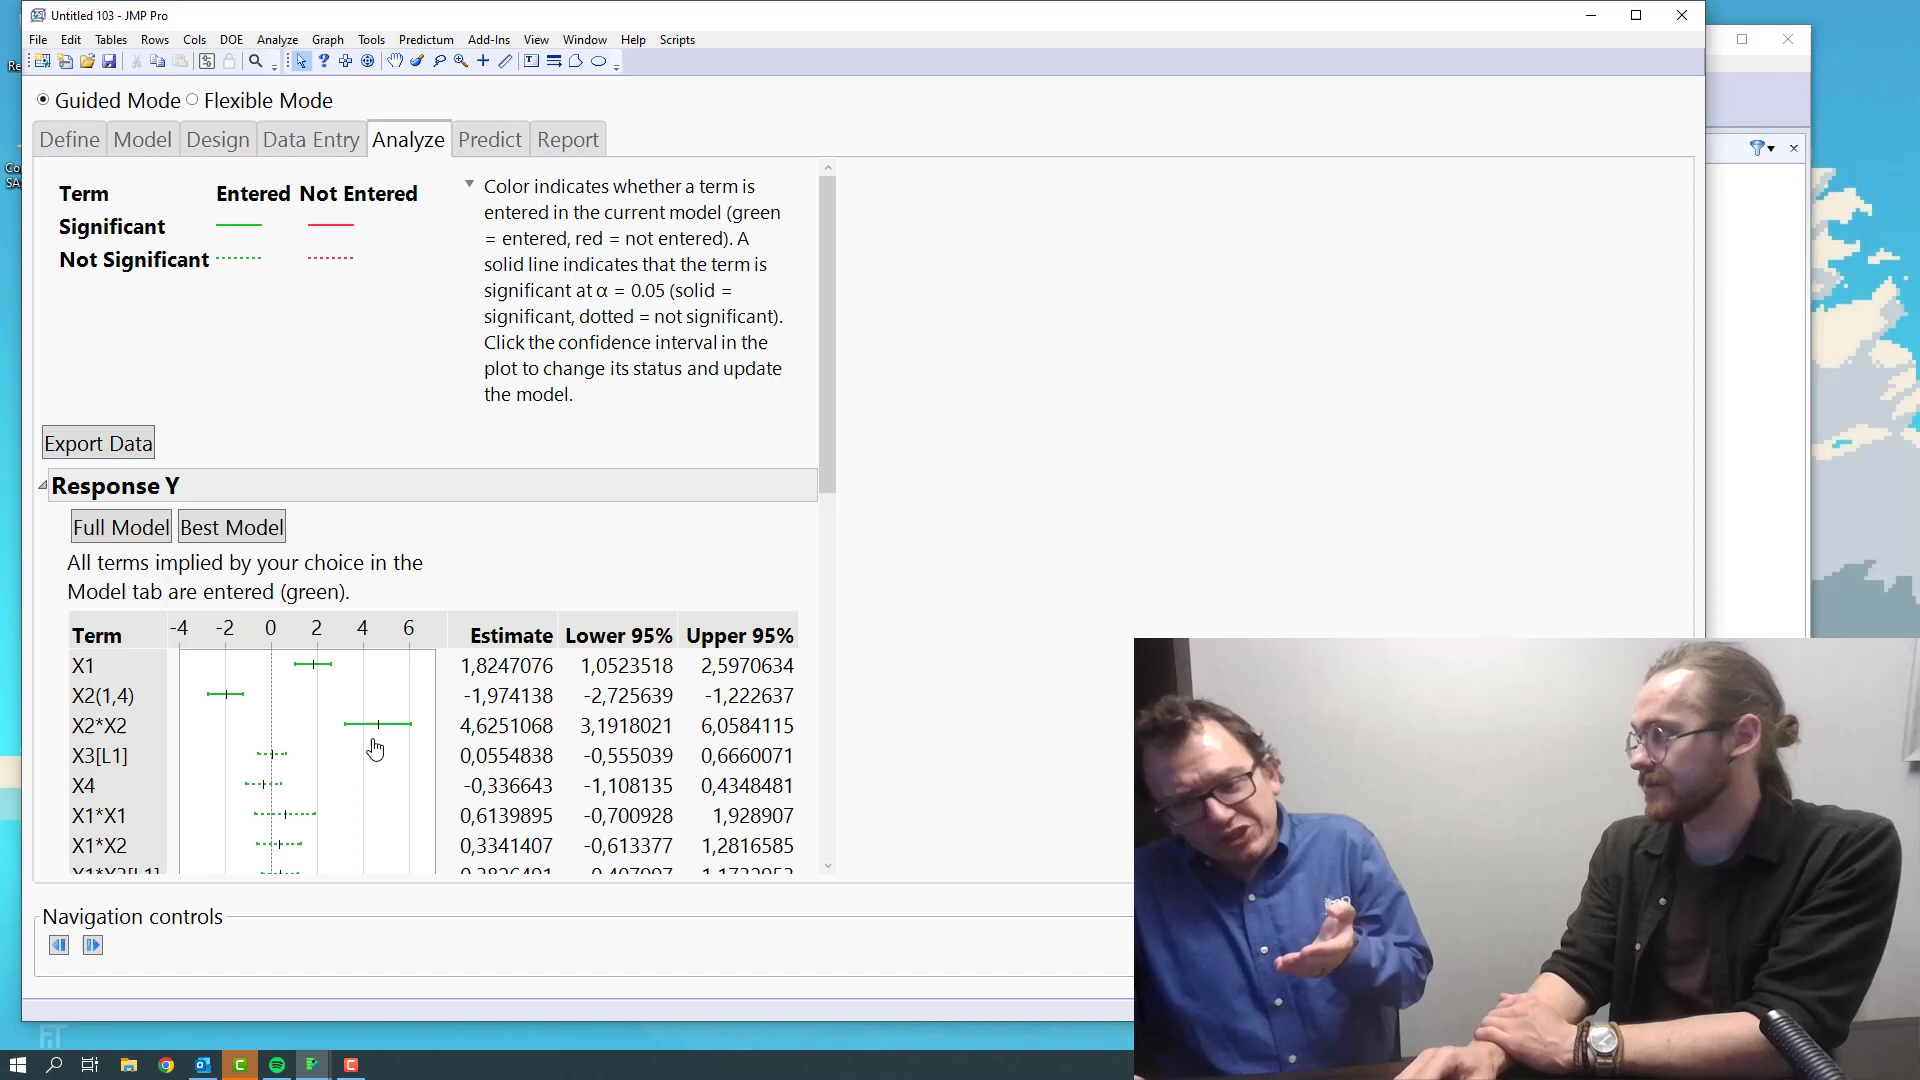 Untitled 103 - JMP Pro
File Edit Tables Rows Cols DOE Analyze Graph Tools Predictum Add-Ins View Window Help Scripts
Guided Mode Flexible Mode
Define Model Design Data Entry Analyze Predict Report
Term Entered Not Entered
Significant
Not Significant
Color indicates whether a term is
entered in the current model (green
= entered, red = not entered). A
solid line indicates that the term is
significant at α = 0.05 (solid =
significant, dotted = not significant).
Click the confidence interval in the
plot to change its status and update
the model.
Export Data
Response Y
Full Model Best Model
All terms implied by your choice in the
Model tab are entered (green).
Term -4 -2 0 2 4 6 Estimate Lower 95% Upper 95%
X1 1,8247076 1,0523518 2,5970634
X2(1,4) -1,974138 -2,725639 -1,222637
X2*X2 4,6251068 3,1918021 6,0584115
X3[L1] 0,0554838 -0,555039 0,6660071
X4 -0,336643 -1,108135 0,4348481
X1*X1 0,6139895 -0,700928 1,928907
X1*X2 0,3341407 -0,613377 1,2816585
Navigation controls